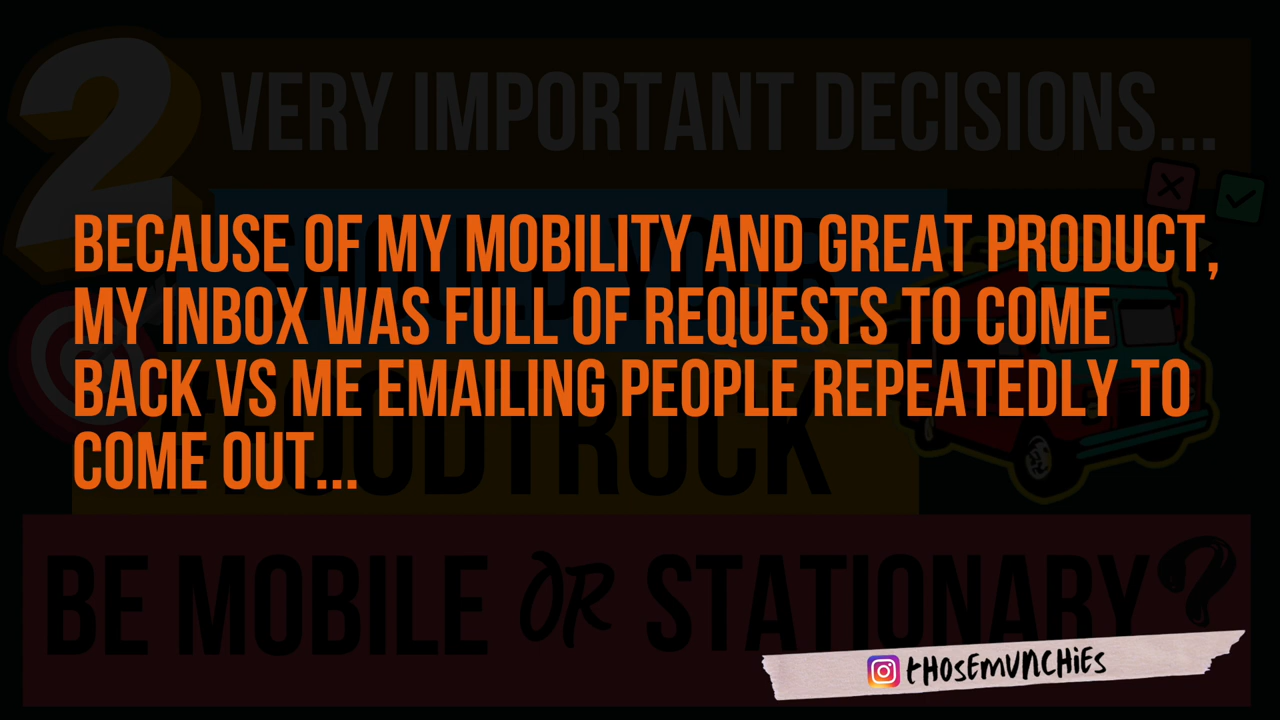 2 VERY IMPORTANT DECISIONS...
BECAUSE OF MY MOBILITY AND GREAT PRODUCT,
MY INBOX WAS FULL OF REQUESTS TO COME
BACK VS ME EMAILING PEOPLE REPEATEDLY TO
COME OUT...
#FOODTRUCK
BE MOBILE OR STATIONARY?
tHOSEMUNCHiES